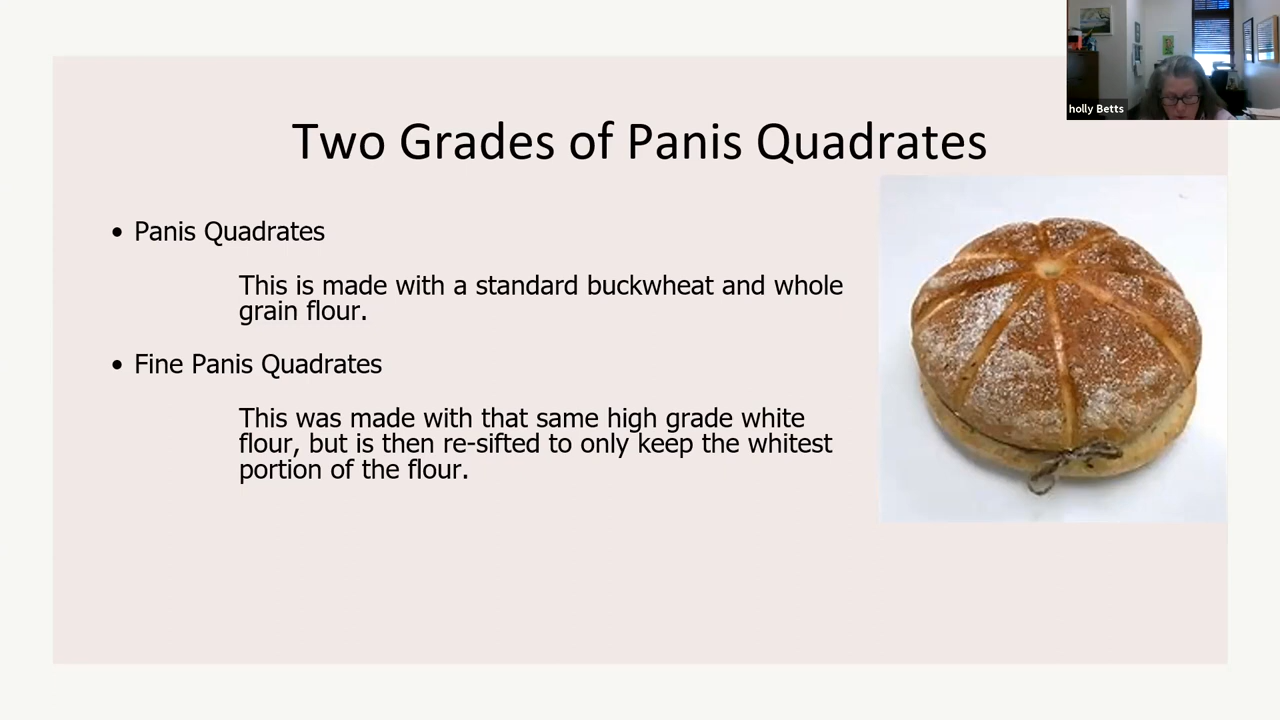 holly Betts
Two Grades of Panis Quadrates
• Panis Quadrates
This is made with a standard buckwheat and whole
grain flour.
• Fine Panis Quadrates
This was made with that same high grade white
flour, but is then re-sifted to only keep the whitest
portion of the flour.